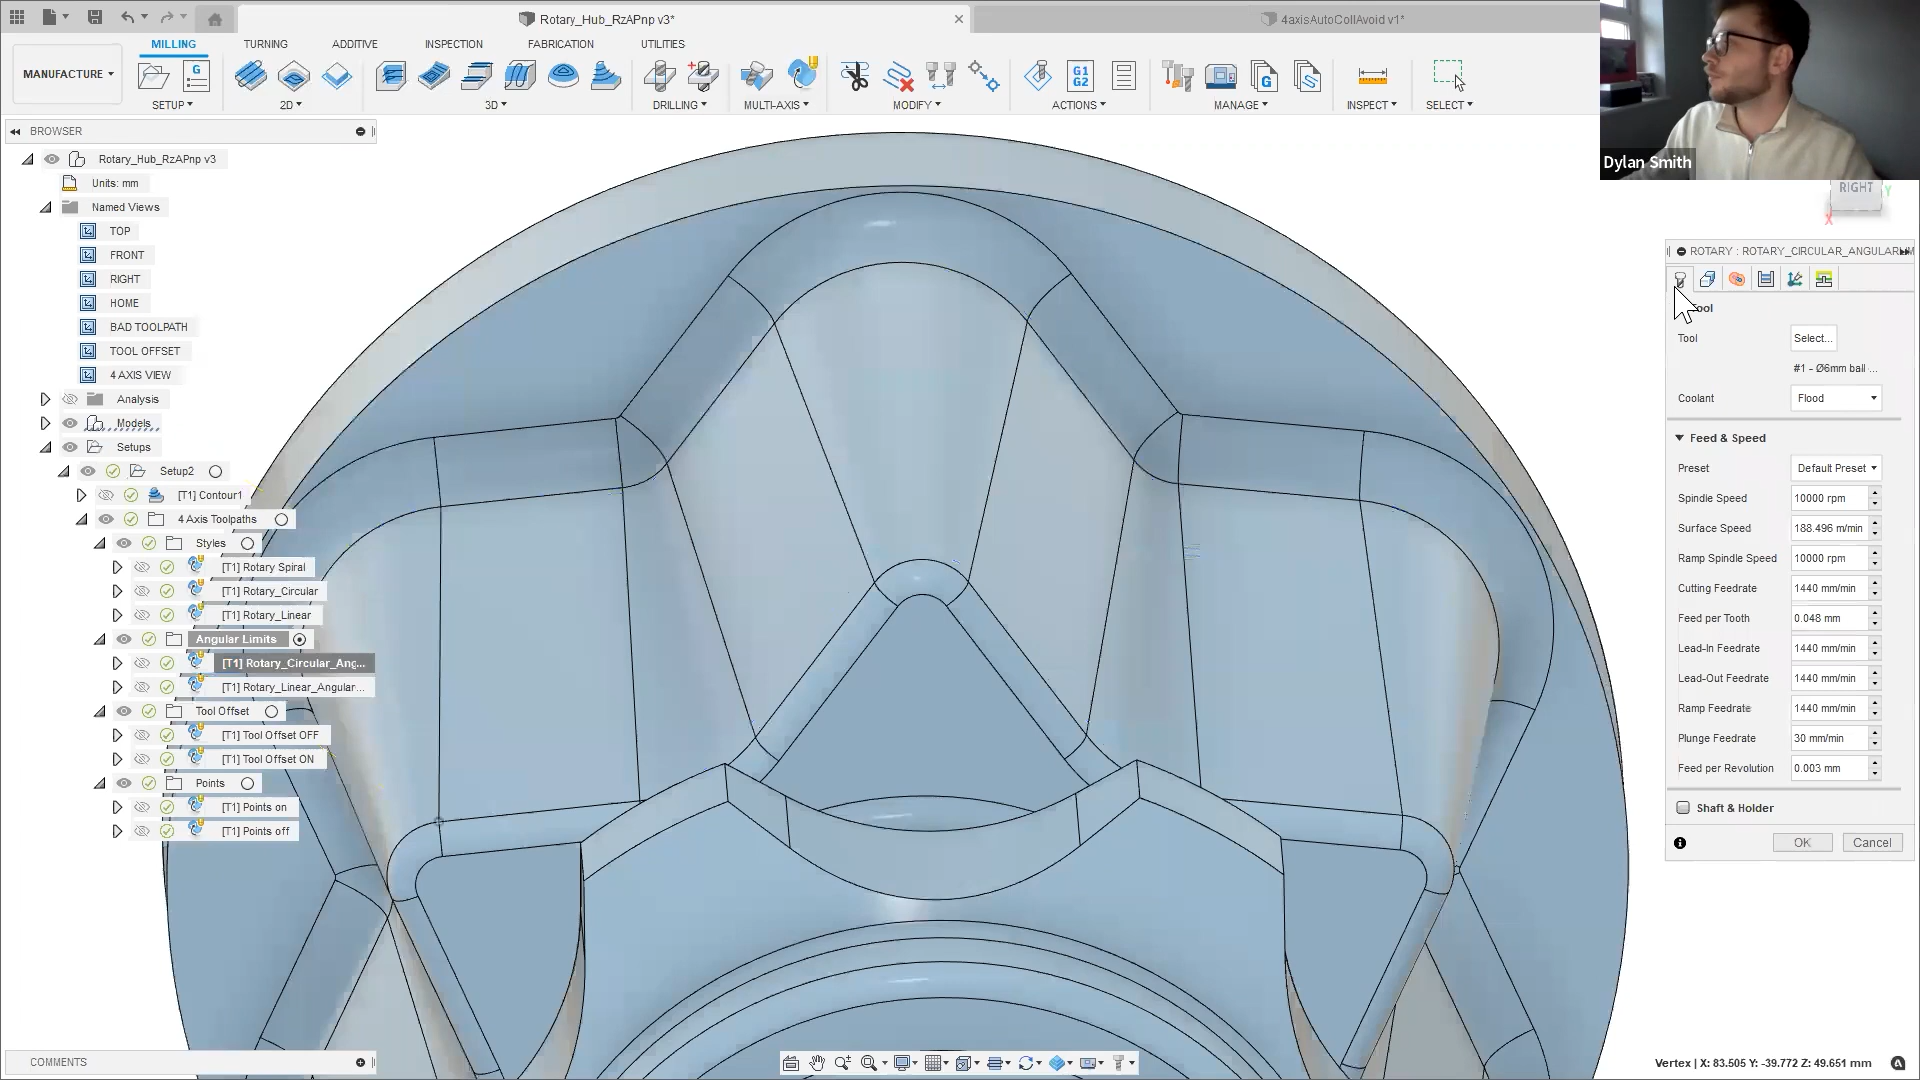 Rotary_Hub_RzAPnp v3*
4axisAutoCollAvoid v1*
MILLING
TURNING
ADDITIVE
INSPECTION
FABRICATION
UTILITIES
MANUFACTURE
SETUP
2D
3D
DRILLING
MULTI-AXIS
MODIFY
G1
G2
ACTIONS
MANAGE
INSPECT
SELECT
Dylan Smith
BROWSER
Rotary_Hub_RzAPnp v3
Units: mm
Named Views
TOP
FRONT
RIGHT
HOME
BAD TOOLPATH
TOOL OFFSET
4 AXIS VIEW
Analysis
Models
Setups
Setup2
[T1] Contour1
4 Axis Toolpaths
Styles
[T1] Rotary Spiral
[T1] Rotary_Circular
[T1] Rotary_Linear
Angular Limits
[T1] Rotary_Circular_Ang...
[T1] Rotary_Linear_Angular...
Tool Offset
[T1] Tool Offset OFF
[T1] Tool Offset ON
Points
[T1] Points on
[T1] Points off
COMMENTS
RIGHT
Y
X
ROTARY : ROTARY_CIRCULAR_ANGULAR
Tool
Tool Select...
#1 - Ø6mm ball ...
Coolant Flood
Feed & Speed
Preset Default Preset
Spindle Speed 10000 rpm
Surface Speed 188.496 m/min
Ramp Spindle Speed 10000 rpm
Cutting Feedrate 1440 mm/min
Feed per Tooth 0.048 mm
Lead-In Feedrate 1440 mm/min
Lead-Out Feedrate 1440 mm/min
Ramp Feedrate 1440 mm/min
Plunge Feedrate 30 mm/min
Feed per Revolution 0.003 mm
Shaft & Holder
OK Cancel
Vertex | X: 83.505 Y: -39.772 Z: 49.651 mm